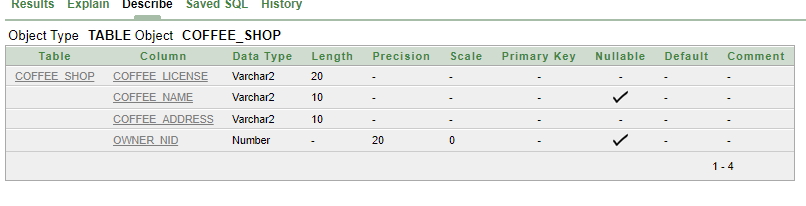 Results Explain Describe Saved SQL History
Object Type TABLE Object COFFEE_SHOP
Table Column Data Type Length Precision Scale Primary Key Nullable Default Comment
COFFEE_SHOP COFFEE_LICENSE Varchar2 20 - - - - - -
COFFEE_NAME Varchar2 10 - - - ✓ - -
COFFEE_ADDRESS Varchar2 10 - - - - - -
OWNER_NID Number - 20 0 - ✓ - -
1 - 4